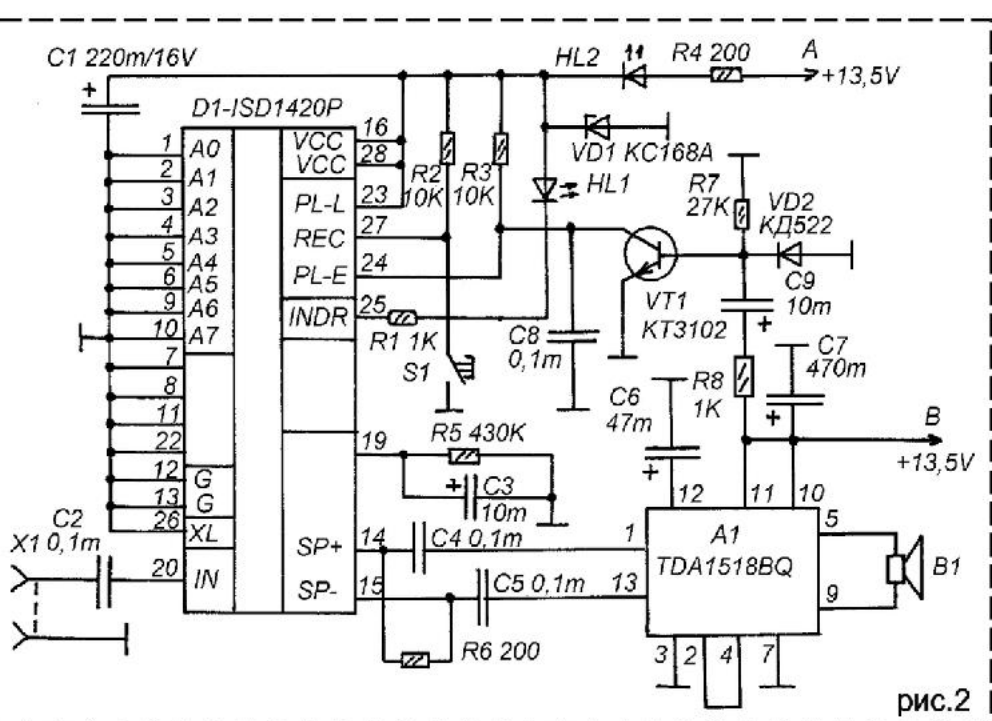 C1 220m/16V
HL2
R4 200
A
+13,5V
+
D1-ISD1420P
VD1 KC168A
HL1
1 A0
2 A1
3 A2
4 A3
5 A4
6 A5
9 A6
10 A7
7
8
11
22
12 G
13 G
26 XL
20 IN
VCC 16
VCC 28
PL-L 23
REC 27
PL-E 24
INDR 25
19
SP+ 14
SP- 15
R2
10K
R3
10K
R1 1K
S1
C8
0,1m
VT1
KT3102
R7
27K
VD2
КД522
C9
10m
+
R8
1K
C7
470m
+
C6
47m
+
B
+13,5V
R5 430K
+
C3
10m
C2
0,1m
X1
C4 0,1m
C5 0,1m
R6 200
12
11
10
1
13
A1
TDA1518BQ
5
9
B1
3
2
4
7
рис.2